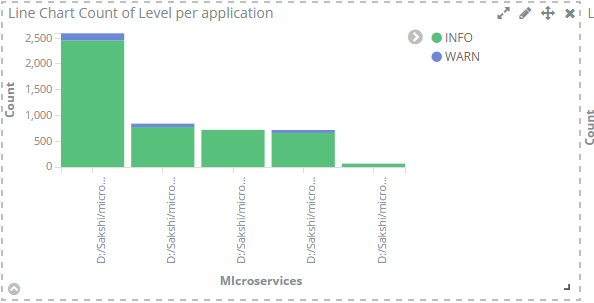 Line Chart Count of Level per application
L
INFO
WARN
2,500
2,000
1,500
1,000
500
0
Count
Count
D:/Sakshi/micro...
D:/Sakshi/micro...
D:/Sakshi/micro...
D:/Sakshi/micro...
D:/Sakshi/micro...
MIcroservices